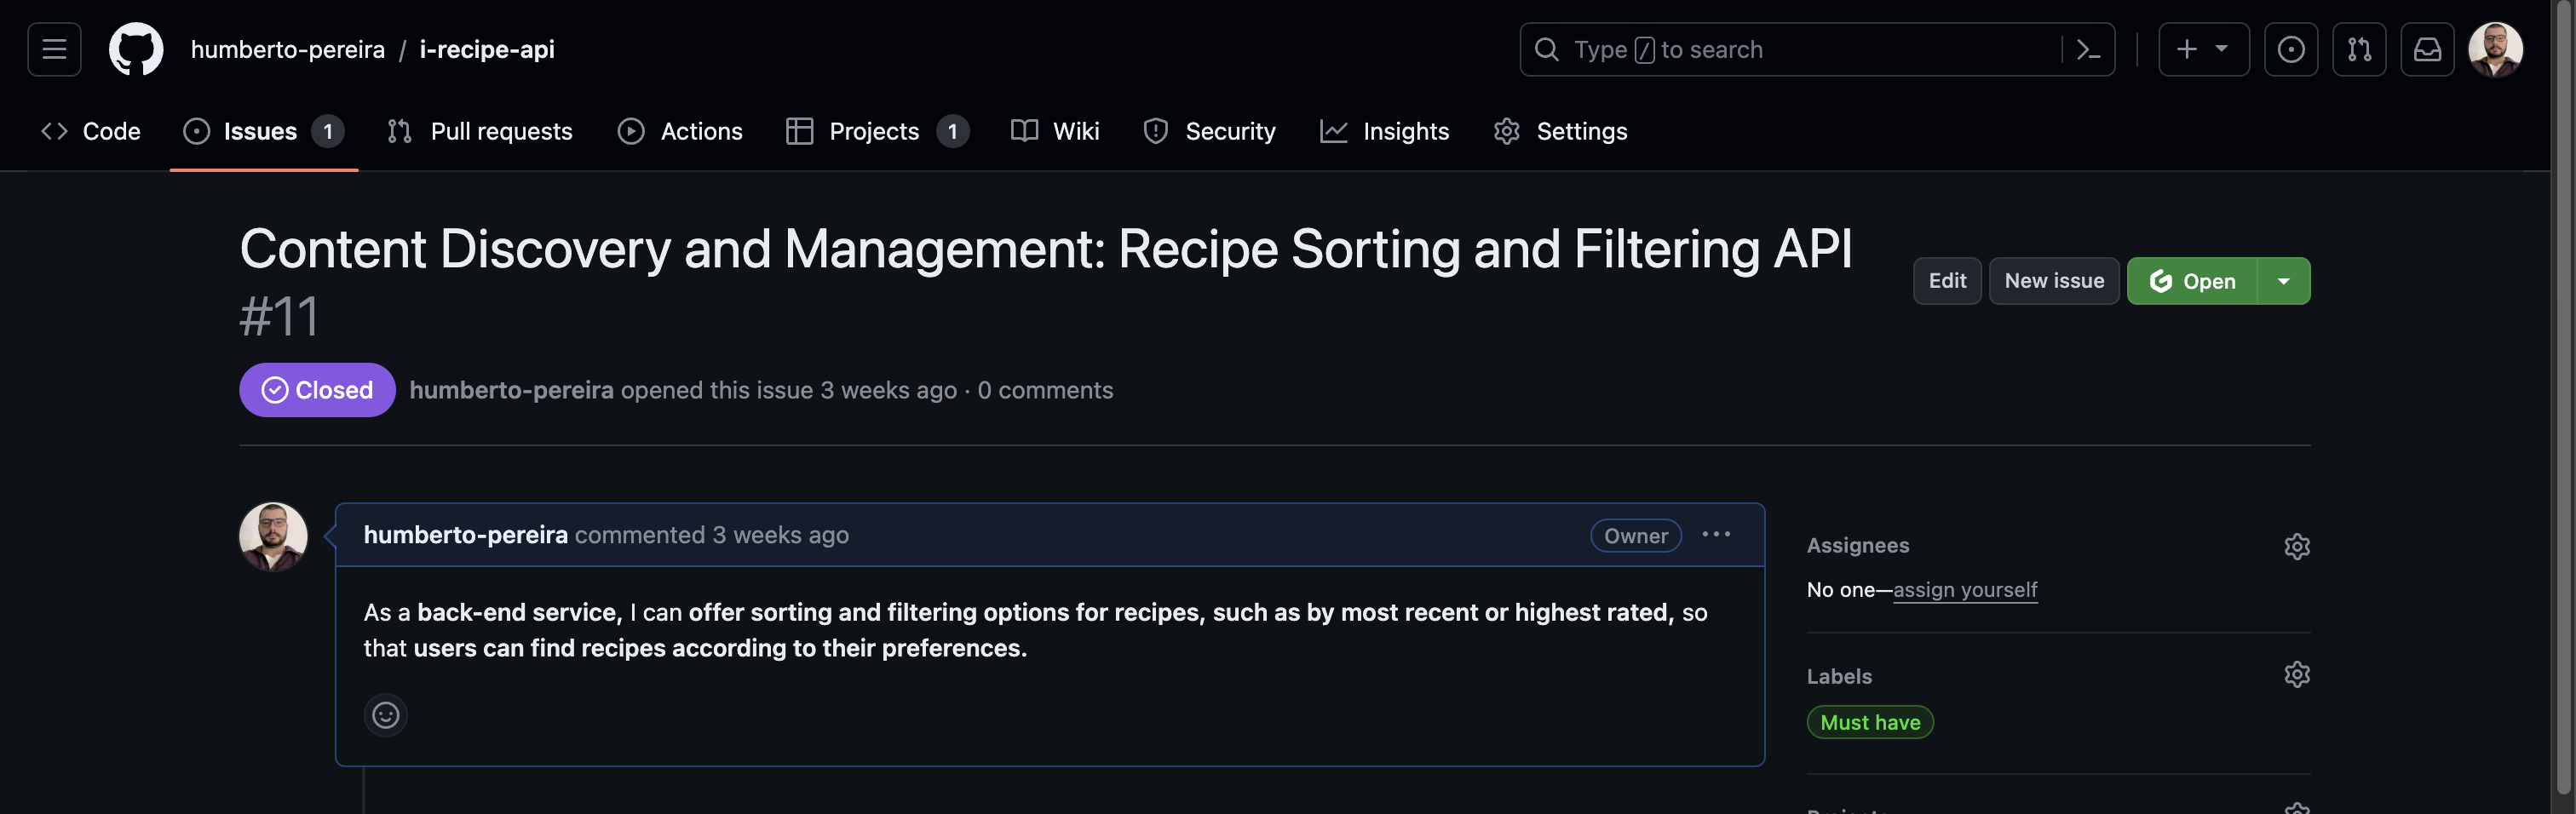 humberto-pereira / i-recipe-api
Type / to search
Code Issues 1 Pull requests Actions Projects 1 Wiki Security Insights Settings
Content Discovery and Management: Recipe Sorting and Filtering API
#11
Edit New issue Open
Closed humberto-pereira opened this issue 3 weeks ago · 0 comments
humberto-pereira commented 3 weeks ago Owner
As a back-end service, I can offer sorting and filtering options for recipes, such as by most recent or highest rated, so
that users can find recipes according to their preferences.
Assignees
No one—assign yourself
Labels
Must have